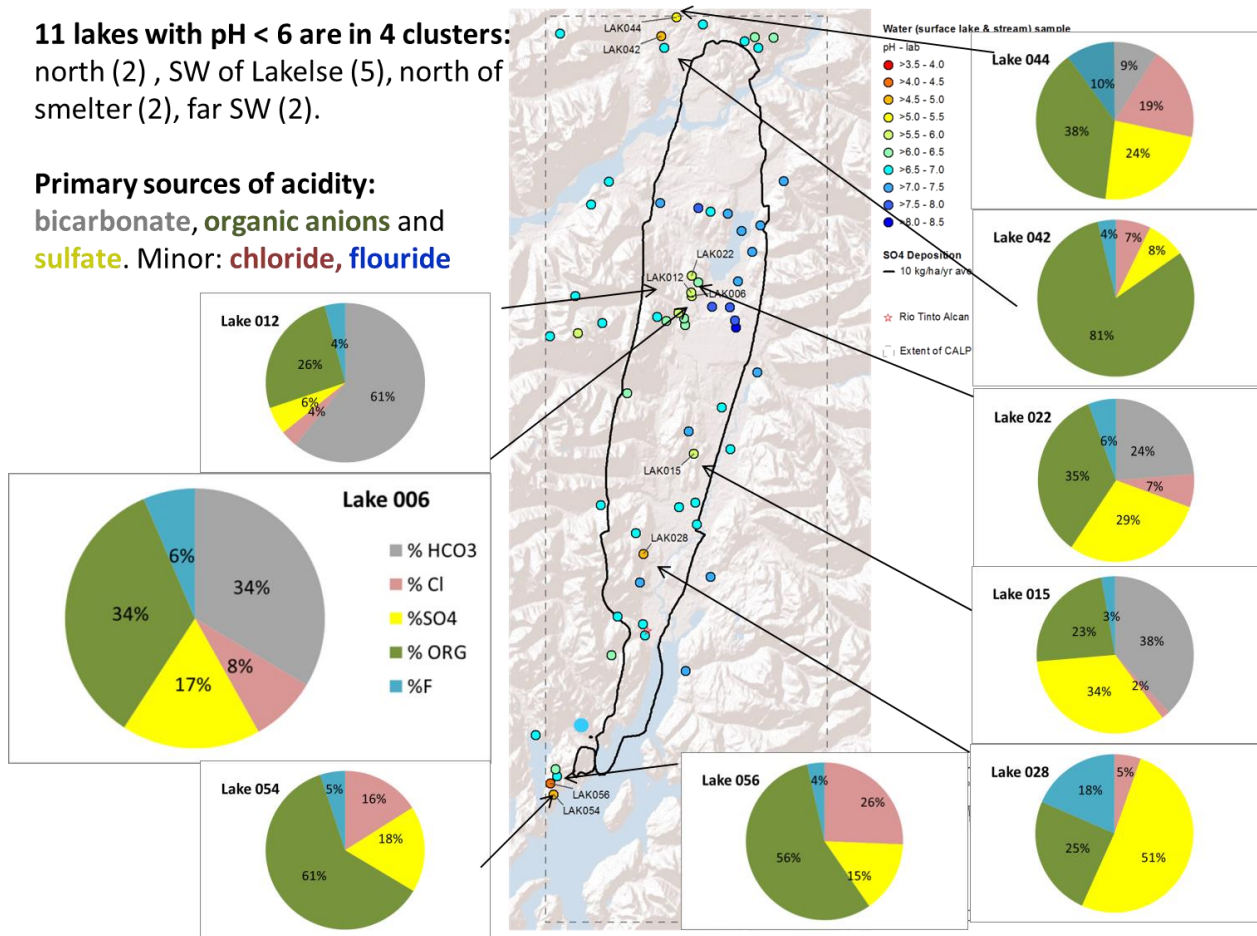 11 lakes with pH < 6 are in 4 clusters:
north (2) , SW of Lakelse (5), north of
smelter (2), far SW (2).
Primary sources of acidity:
bicarbonate, organic anions and
sulfate. Minor: chloride, flouride
Lake 012
4%
26%
61%
6%
4%
Lake 006
6%
34%
34%
8%
17%
% HCO3
% Cl
%SO4
% ORG
%F
Lake 054
5%
16%
18%
61%
LAK044
LAK042
LAK022
LAK012
LAK006
LAK015
LAK028
LAK056
LAK054
Water (surface lake & stream) sample
pH - lab
>3.5 - 4.0
>4.0 - 4.5
>4.5 - 5.0
>5.0 - 5.5
>5.5 - 6.0
>6.0 - 6.5
>6.5 - 7.0
>7.0 - 7.5
>7.5 - 8.0
>8.0 - 8.5
SO4 Deposition
10 kg/ha/yr ave
Rio Tinto Alcan
Extent of CALP
Lake 044
9%
10%
19%
38%
24%
Lake 042
4%
7%
8%
81%
Lake 022
6%
24%
35%
7%
29%
Lake 015
3%
23%
38%
34%
2%
Lake 056
4%
26%
56%
15%
Lake 028
5%
18%
25%
51%